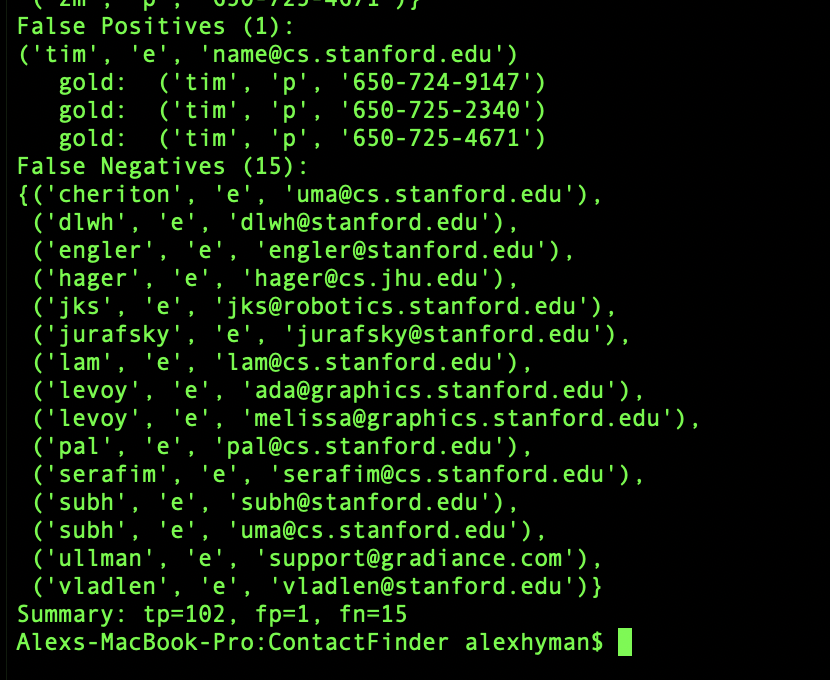 ('zm', 'p', '650-725-4671')}
False Positives (1):
('tim', 'e', 'name@cs.stanford.edu')
   gold:  ('tim', 'p', '650-724-9147')
   gold:  ('tim', 'p', '650-725-2340')
   gold:  ('tim', 'p', '650-725-4671')
False Negatives (15):
{('cheriton', 'e', 'uma@cs.stanford.edu'),
 ('dlwh', 'e', 'dlwh@stanford.edu'),
 ('engler', 'e', 'engler@stanford.edu'),
 ('hager', 'e', 'hager@cs.jhu.edu'),
 ('jks', 'e', 'jks@robotics.stanford.edu'),
 ('jurafsky', 'e', 'jurafsky@stanford.edu'),
 ('lam', 'e', 'lam@cs.stanford.edu'),
 ('levoy', 'e', 'ada@graphics.stanford.edu'),
 ('levoy', 'e', 'melissa@graphics.stanford.edu'),
 ('pal', 'e', 'pal@cs.stanford.edu'),
 ('serafim', 'e', 'serafim@cs.stanford.edu'),
 ('subh', 'e', 'subh@stanford.edu'),
 ('subh', 'e', 'uma@cs.stanford.edu'),
 ('ullman', 'e', 'support@gradiance.com'),
 ('vladlen', 'e', 'vladlen@stanford.edu')}
Summary: tp=102, fp=1, fn=15
Alexs-MacBook-Pro:ContactFinder alexhyman$